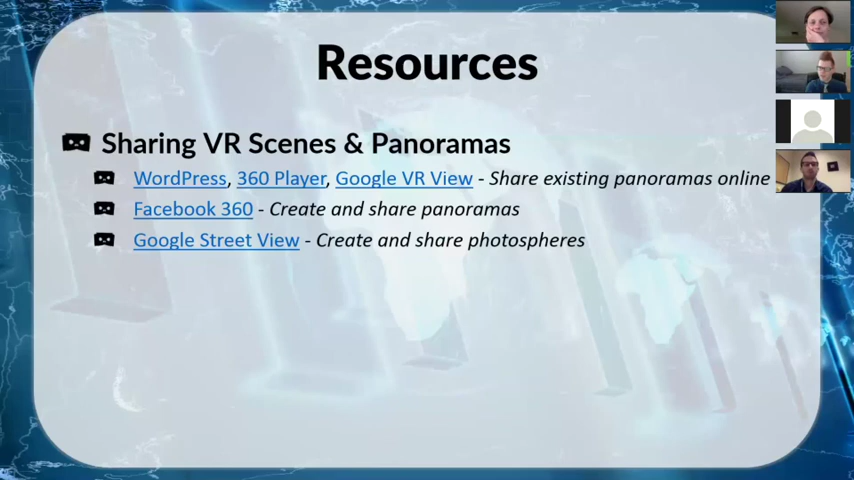 Resources
Sharing VR Scenes & Panoramas
WordPress, 360 Player, Google VR View - Share existing panoramas online
Facebook 360 - Create and share panoramas
Google Street View - Create and share photospheres